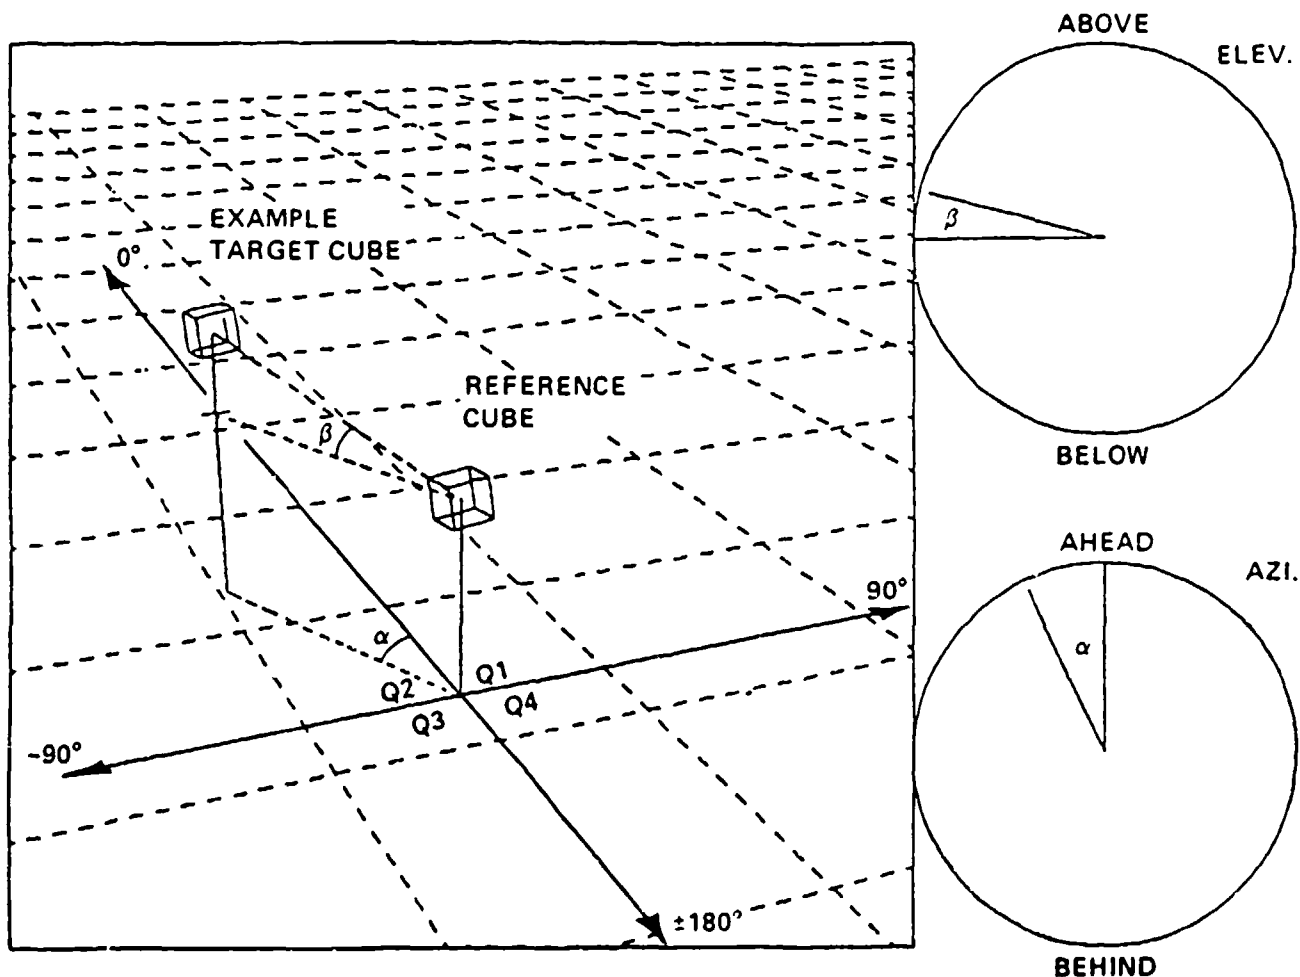 ABOVE
ELEV.
EXAMPLE
TARGET CUBE
0°
β
β
REFERENCE
CUBE
BELOW
AHEAD
AZI.
90°
α
α
Q1
Q2
Q4
Q3
-90°
±180°
BEHIND